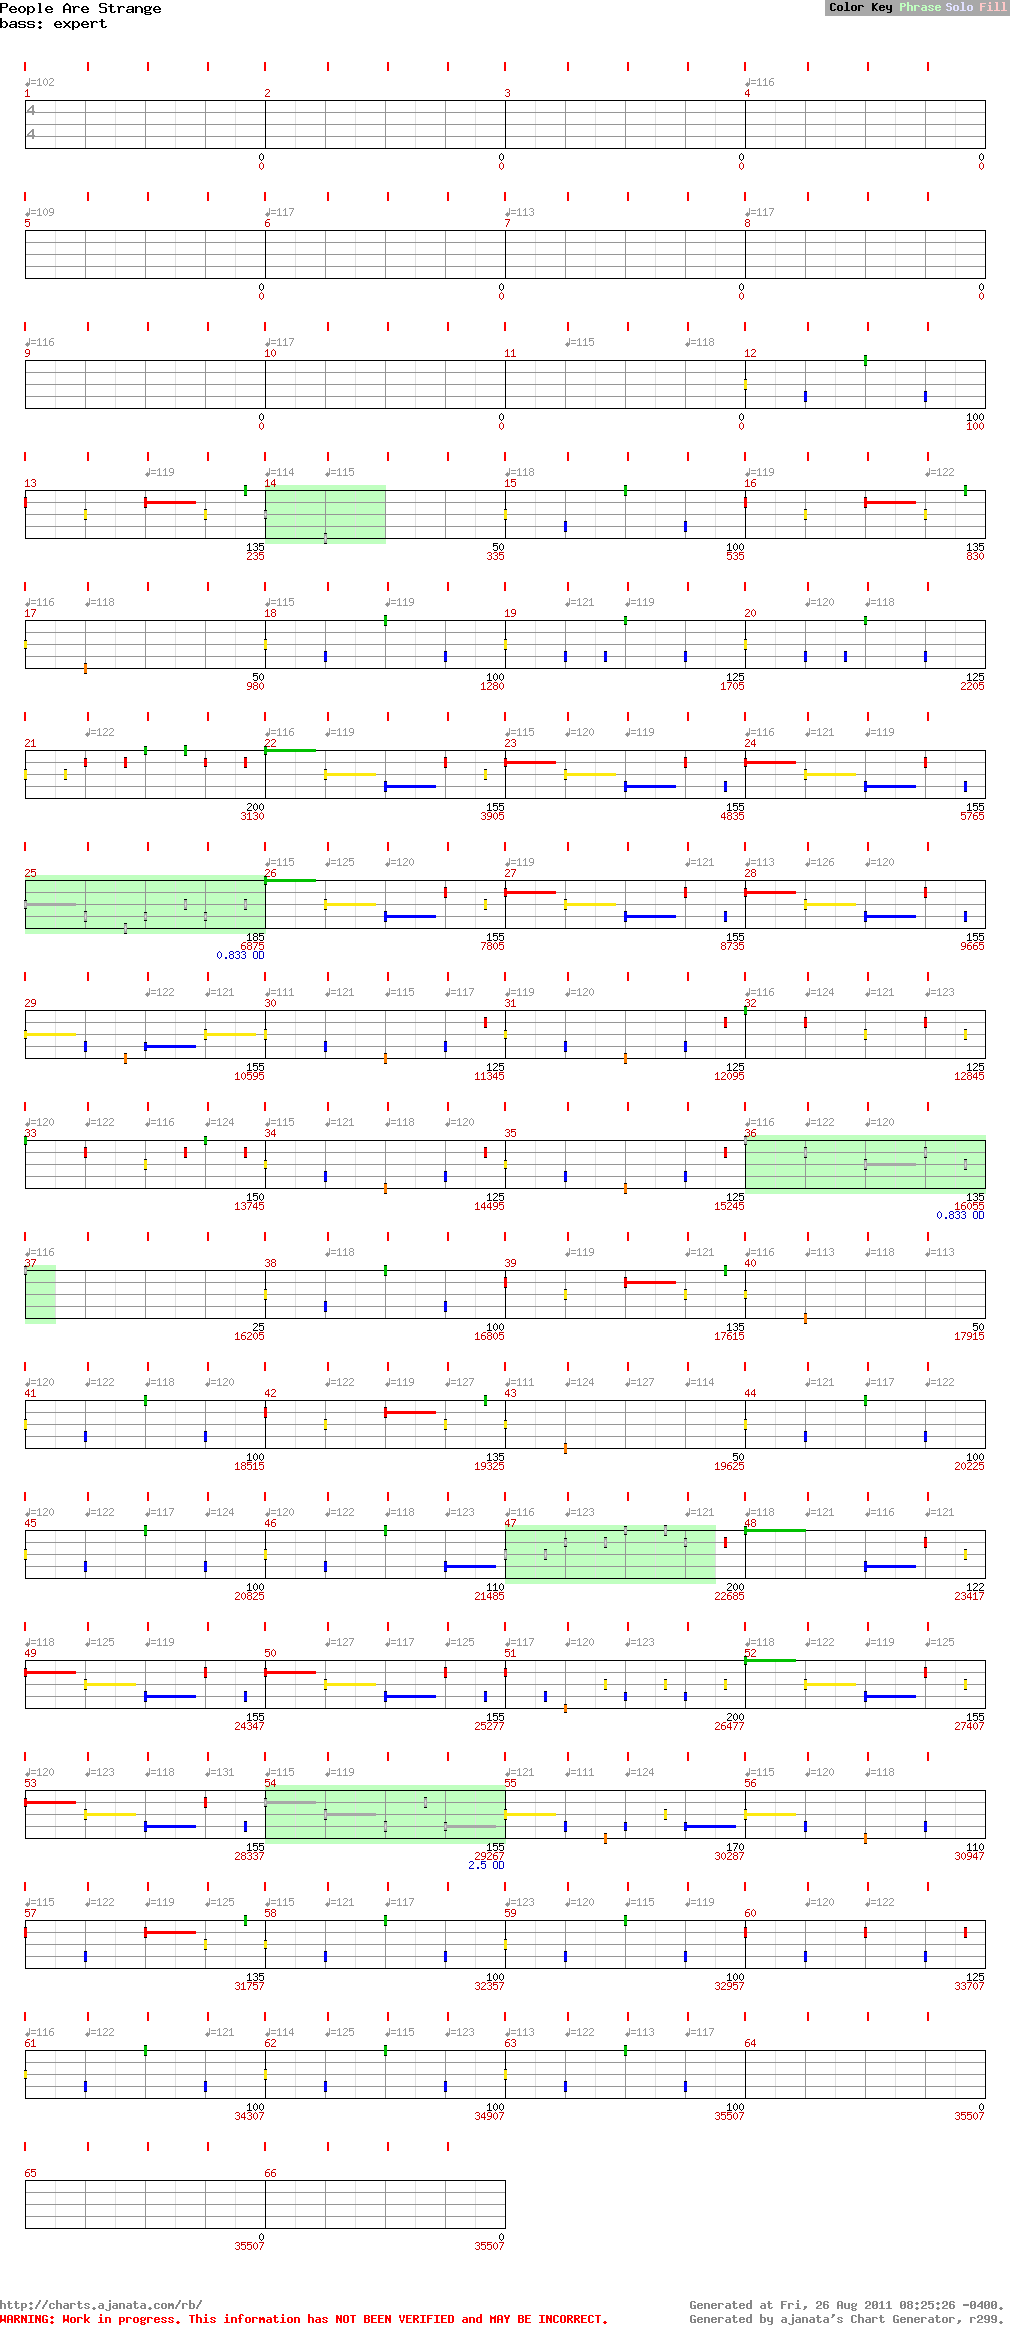 People Are Strange
bass: expert
Color Key Phrase Solo Fill
♩=102 ♩=116
1 2 3 4
4
4
0 0 0 0
0 0 0 0
♩=109 ♩=117 ♩=113 ♩=117
5 6 7 8
0 0 0 0
0 0 0 0
♩=116 ♩=117 ♩=115 ♩=118
9 10 11 12
0 0 0 100
0 0 0 100
♩=119 ♩=114 ♩=115 ♩=118 ♩=119 ♩=122
13 14 15 16
135 50 100 135
235 335 535 830
♩=116 ♩=118 ♩=115 ♩=119 ♩=121 ♩=119 ♩=120 ♩=118
17 18 19 20
50 100 125 125
980 1280 1705 2205
♩=122 ♩=116 ♩=119 ♩=115 ♩=120 ♩=119 ♩=116 ♩=121 ♩=119
21 22 23 24
200 155 155 155
3130 3905 4835 5765
♩=115 ♩=125 ♩=120 ♩=119 ♩=121 ♩=113 ♩=126 ♩=120
25 26 27 28
185 155 155 155
6875 7805 8735 9665
0.833 OD
♩=122 ♩=121 ♩=111 ♩=121 ♩=115 ♩=117 ♩=119 ♩=120 ♩=116 ♩=124 ♩=121 ♩=123
29 30 31 32
155 125 125 125
10595 11345 12095 12845
♩=120 ♩=122 ♩=116 ♩=124 ♩=115 ♩=121 ♩=118 ♩=120 ♩=116 ♩=122 ♩=120
33 34 35 36
150 125 125 135
13745 14495 15245 16055
0.833 OD
♩=116 ♩=118 ♩=119 ♩=121 ♩=116 ♩=113 ♩=118 ♩=113
37 38 39 40
25 100 135 50
16205 16805 17615 17915
♩=120 ♩=122 ♩=118 ♩=120 ♩=122 ♩=119 ♩=127 ♩=111 ♩=124 ♩=127 ♩=114 ♩=121 ♩=117 ♩=122
41 42 43 44
100 135 50 100
18515 19325 19625 20225
♩=120 ♩=122 ♩=117 ♩=124 ♩=120 ♩=122 ♩=118 ♩=123 ♩=116 ♩=123 ♩=121 ♩=118 ♩=121 ♩=116 ♩=121
45 46 47 48
100 110 200 122
20825 21485 22685 23417
♩=118 ♩=125 ♩=119 ♩=127 ♩=117 ♩=125 ♩=117 ♩=120 ♩=123 ♩=118 ♩=122 ♩=119 ♩=125
49 50 51 52
155 155 200 155
24347 25277 26477 27407
♩=120 ♩=123 ♩=118 ♩=131 ♩=115 ♩=119 ♩=121 ♩=111 ♩=124 ♩=115 ♩=120 ♩=118
53 54 55 56
155 155 170 110
28337 29267 30287 30947
2.5 OD
♩=115 ♩=122 ♩=119 ♩=125 ♩=115 ♩=121 ♩=117 ♩=123 ♩=120 ♩=115 ♩=119 ♩=120 ♩=122
57 58 59 60
135 100 100 125
31757 32357 32957 33707
♩=116 ♩=122 ♩=121 ♩=114 ♩=125 ♩=115 ♩=123 ♩=113 ♩=122 ♩=113 ♩=117
61 62 63 64
100 100 100 0
34307 34907 35507 35507
65 66
0 0
35507 35507
http://charts.ajanata.com/rb/
Generated at Fri, 26 Aug 2011 08:25:26 -0400.
WARNING: Work in progress. This information has NOT BEEN VERIFIED and MAY BE INCORRECT.
Generated by ajanata's Chart Generator, r299.